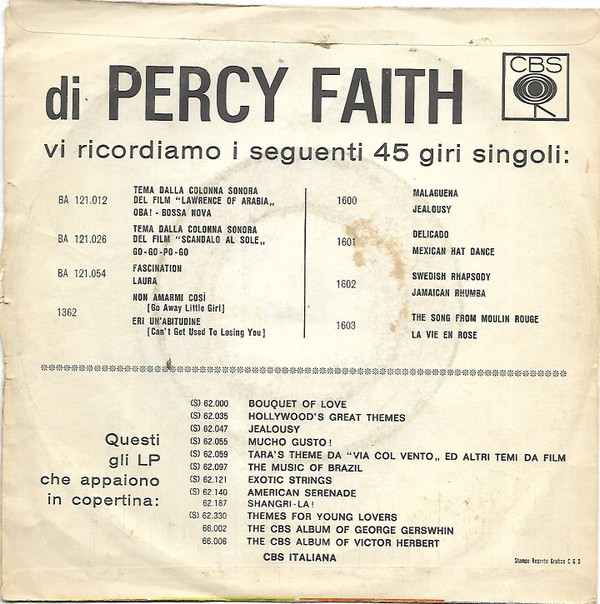 di PERCY FAITH
CBS
vi ricordiamo i seguenti 45 giri singoli:
BA 121.012
TEMA DALLA COLONNA SONORA
DEL FILM "LAWRENCE OF ARABIA„
OBA! - BOSSA NOVA
BA 121.026
TEMA DALLA COLONNA SONORA
DEL FILM "SCANDALO AL SOLE„
GO-GO-PO-GO
BA 121.054
FASCINATION
LAURA
1362
NON AMARMI COSÌ
(Go Away Little Girl)
ERI UN'ABITUDINE
(Can't Get Used To Losing You)
1600
MALAGUENA
JEALOUSY
1601
DELICADO
MEXICAN HAT DANCE
1602
SWEDISH RHAPSODY
JAMAICAN RHUMBA
1603
THE SONG FROM MOULIN ROUGE
LA VIE EN ROSE
Questi
gli LP
che appaiono
in copertina:
(S) 62.000 BOUQUET OF LOVE
(S) 62.035 HOLLYWOOD'S GREAT THEMES
(S) 62.047 JEALOUSY
(S) 62.055 MUCHO GUSTO!
(S) 62.059 TARA'S THEME DA "VIA COL VENTO„ ED ALTRI TEMI DA FILM
(S) 62.097 THE MUSIC OF BRAZIL
(S) 62.121 EXOTIC STRINGS
(S) 62.140 AMERICAN SERENADE
62.187 SHANGRI-LA!
(S) 62.330 THEMES FOR YOUNG LOVERS
66.002 THE CBS ALBUM OF GEORGE GERSWHIN
66.006 THE CBS ALBUM OF VICTOR HERBERT
CBS ITALIANA
Stampa Reparto Grafico C G D